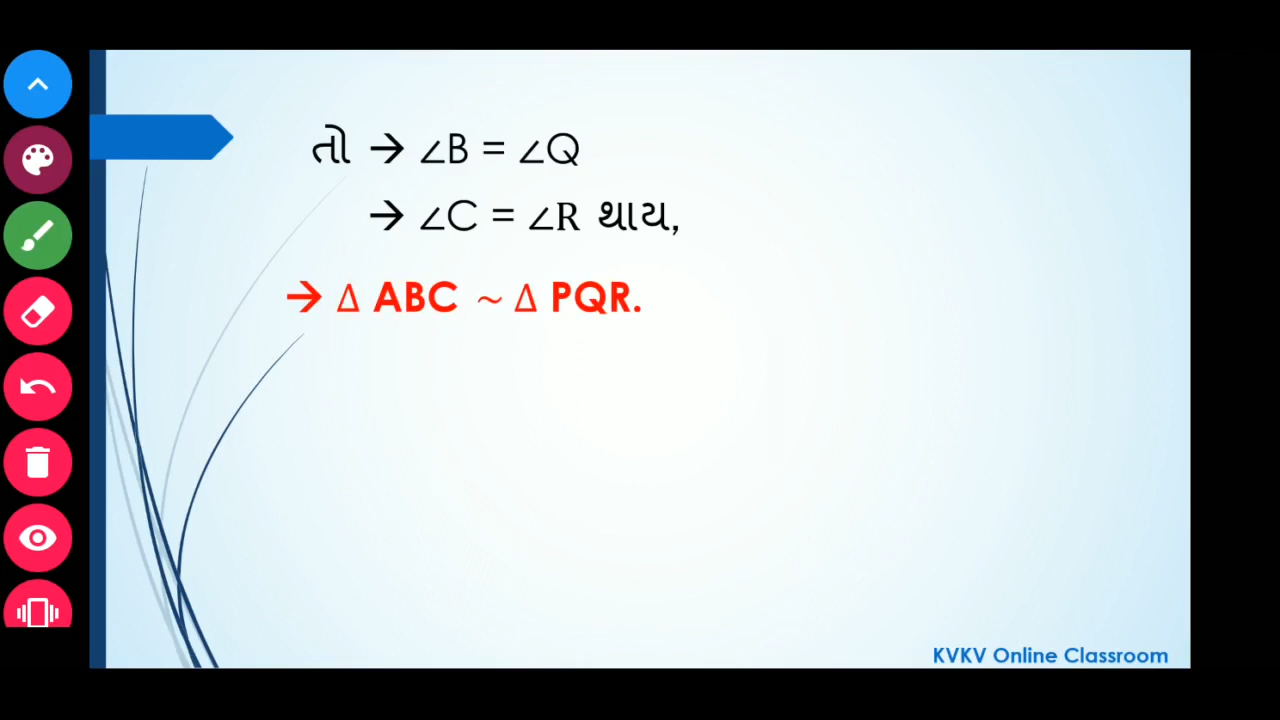 તો → ∠B = ∠Q
→ ∠C = ∠R થાય,
→ Δ ABC ~ Δ PQR.
KVKV Online Classroom